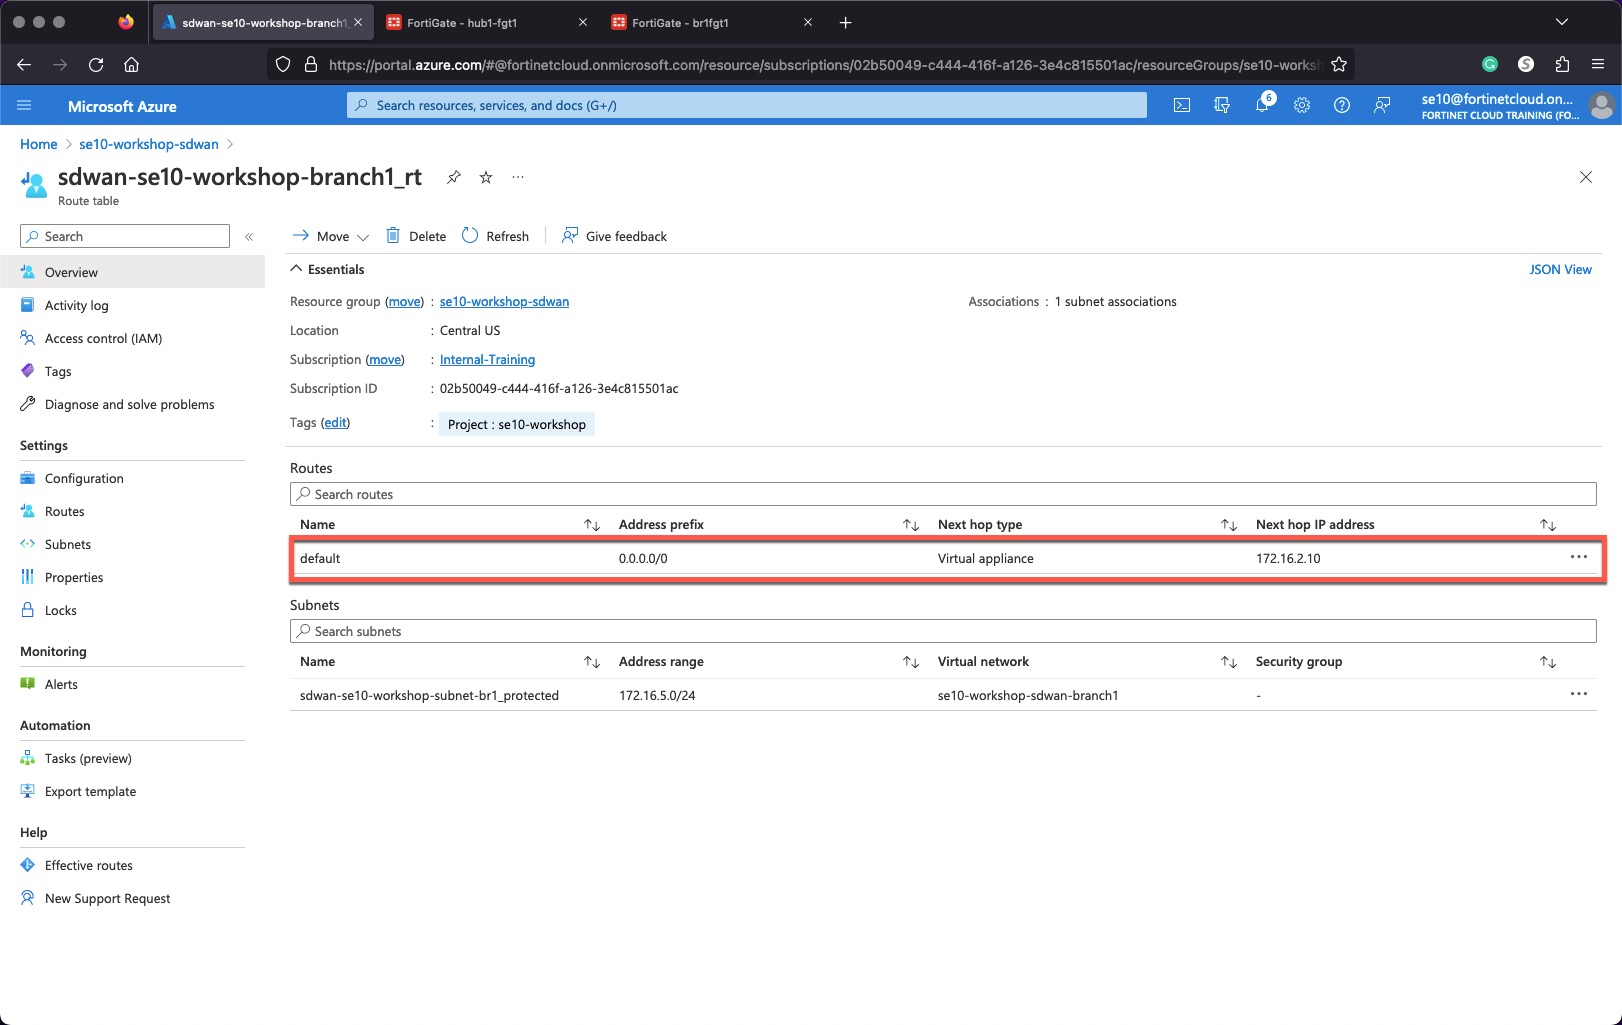 sdwan-se10-workshop-branch1_
FortiGate - hub1-fgt1
FortiGate - br1fgt1
https://portal.azure.com/#@fortinetcloud.onmicrosoft.com/resource/subscriptions/02b50049-c444-416f-a126-3e4c815501ac/resourceGroups/se10-worksh
Microsoft Azure
Search resources, services, and docs (G+/)
6
se10@fortinetcloud.on...
FORTINET CLOUD TRAINING (FO...
Home > se10-workshop-sdwan >
sdwan-se10-workshop-branch1_rt
Route table
Search
Move
Delete
Refresh
Give feedback
Overview
Activity log
Access control (IAM)
Tags
Diagnose and solve problems
Settings
Configuration
Routes
Subnets
Properties
Locks
Monitoring
Alerts
Automation
Tasks (preview)
Export template
Help
Effective routes
New Support Request
Essentials
JSON View
Resource group (move) : se10-workshop-sdwan
Associations : 1 subnet associations
Location : Central US
Subscription (move) : Internal-Training
Subscription ID : 02b50049-c444-416f-a126-3e4c815501ac
Tags (edit) : Project : se10-workshop
Routes
Search routes
Name Address prefix Next hop type Next hop IP address
default 0.0.0.0/0 Virtual appliance 172.16.2.10
Subnets
Search subnets
Name Address range Virtual network Security group
sdwan-se10-workshop-subnet-br1_protected 172.16.5.0/24 se10-workshop-sdwan-branch1 -